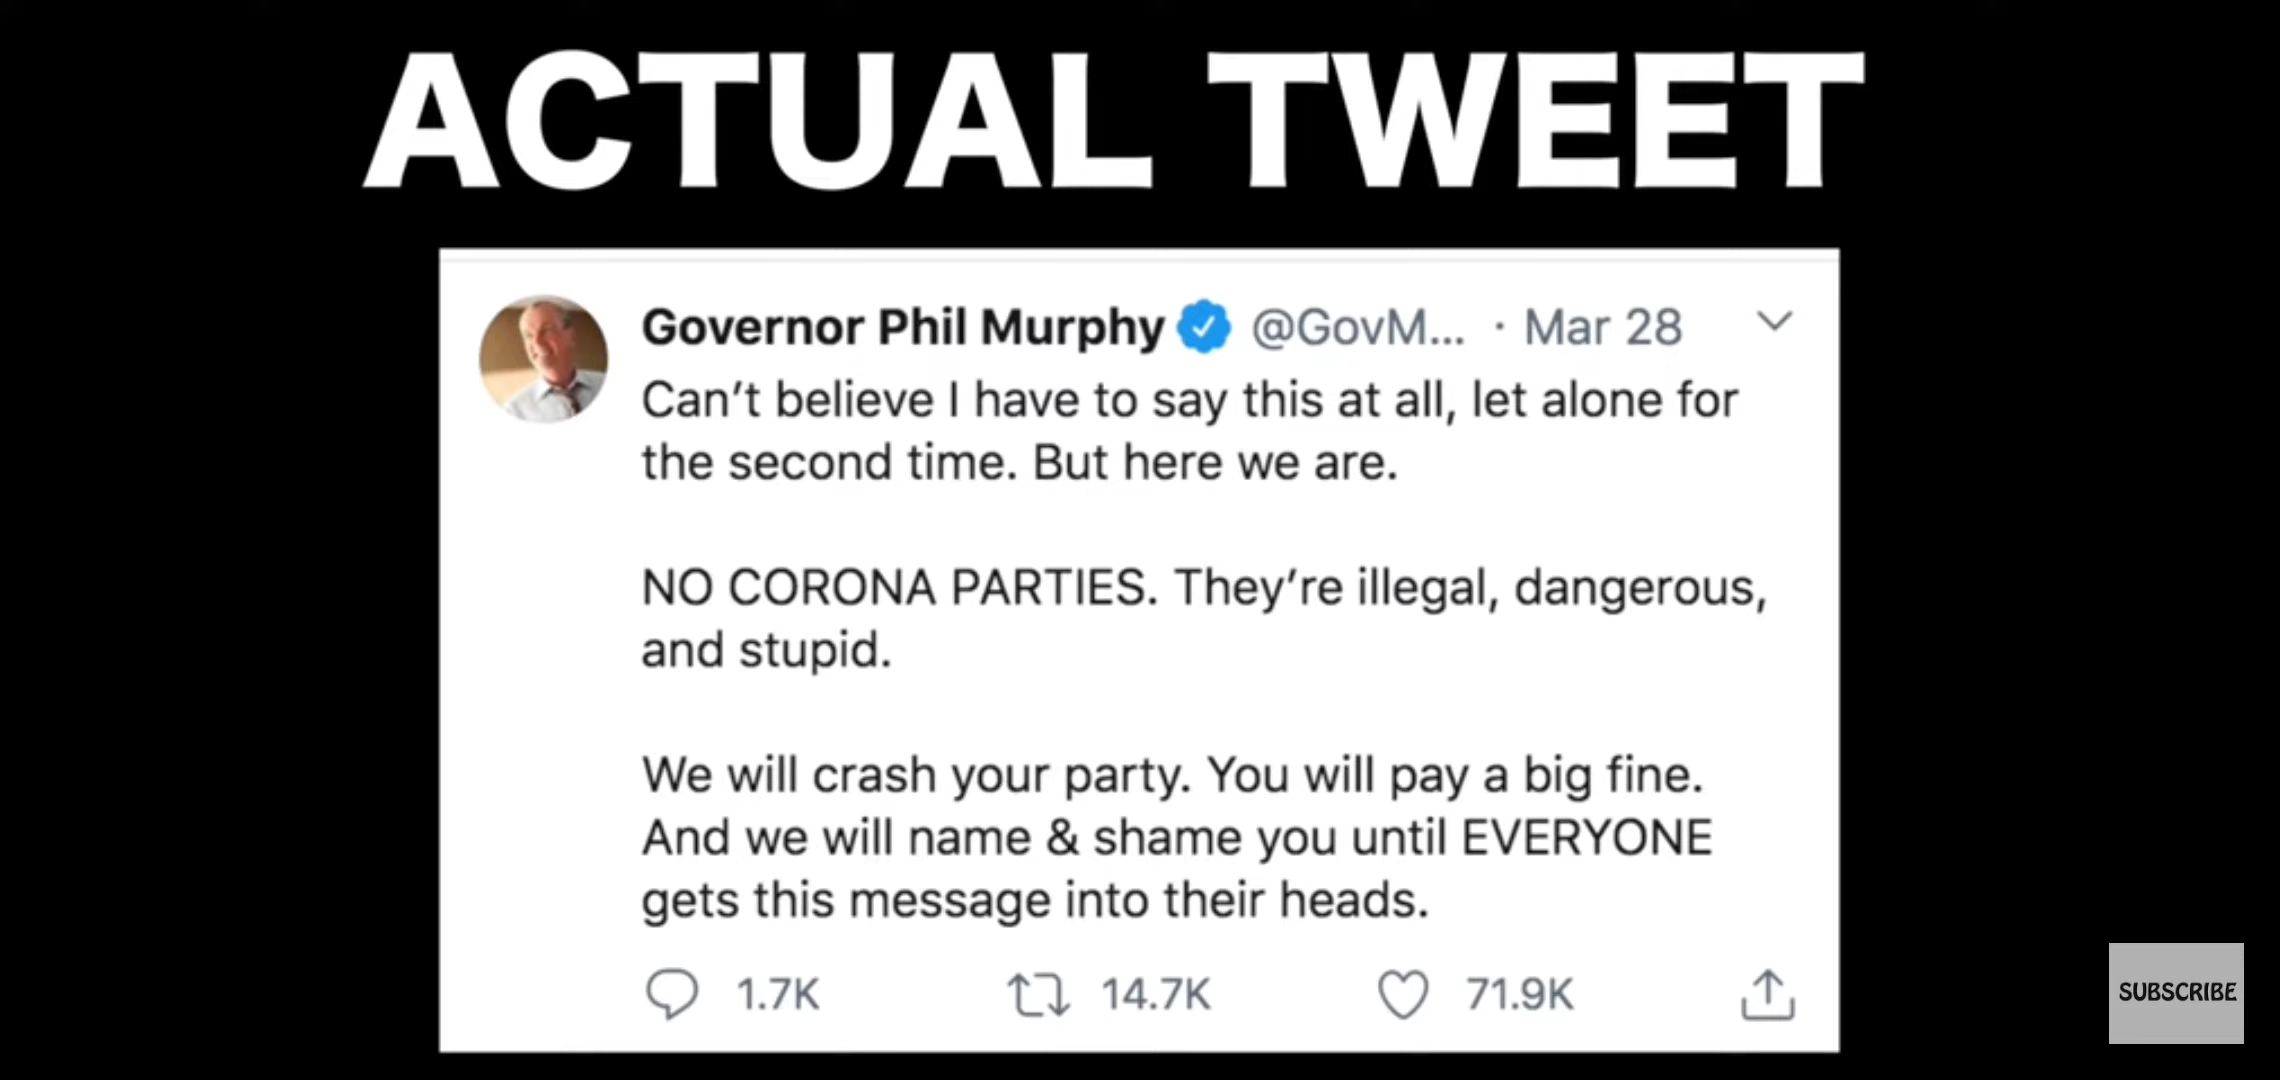 ACTUAL TWEET
Governor Phil Murphy @GovM... · Mar 28
Can't believe I have to say this at all, let alone for
the second time. But here we are.
NO CORONA PARTIES. They're illegal, dangerous,
and stupid.
We will crash your party. You will pay a big fine.
And we will name & shame you until EVERYONE
gets this message into their heads.
1.7K 14.7K 71.9K
SUBSCRIBE